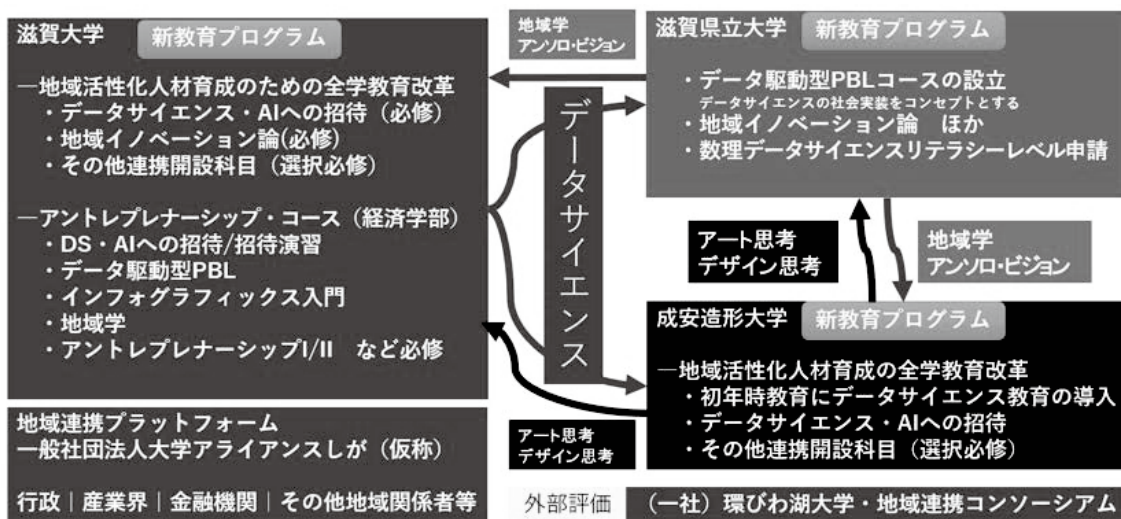 滋賀大学
新教育プログラム
―地域活性化人材育成のための全学教育改革
・データサイエンス・AIへの招待（必修）
・地域イノベーション論(必修)
・その他連携開設科目（選択必修）
―アントレプレナーシップ・コース（経済学部）
・DS・AIへの招待/招待演習
・データ駆動型PBL
・インフォグラフィックス入門
・地域学
・アントレプレナーシップI/II　など必修
地域連携プラットフォーム
一般社団法人大学アライアンスしが（仮称）
行政｜産業界｜金融機関｜その他地域関係者等
地域学
アンソロ・ビジョン
データサイエンス
滋賀県立大学
新教育プログラム
・データ駆動型PBLコースの設立
データサイエンスの社会実装をコンセプトとする
・地域イノベーション論　ほか
・数理データサイエンスリテラシーレベル申請
アート思考
デザイン思考
地域学
アンソロ・ビジョン
成安造形大学
新教育プログラム
―地域活性化人材育成の全学教育改革
・初年時教育にデータサイエンス教育の導入
・データサイエンス・AIへの招待
・その他連携開設科目（選択必修）
アート思考
デザイン思考
外部評価
（一社）環びわ湖大学・地域連携コンソーシアム